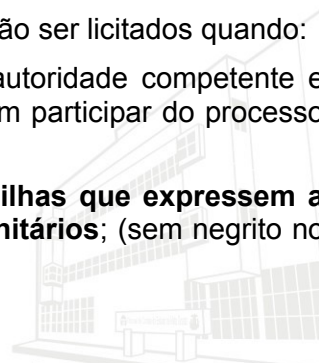 ão ser licitados quando:
autoridade competente e
m participar do processo
ilhas que expressem a
nitários; (sem negrito no